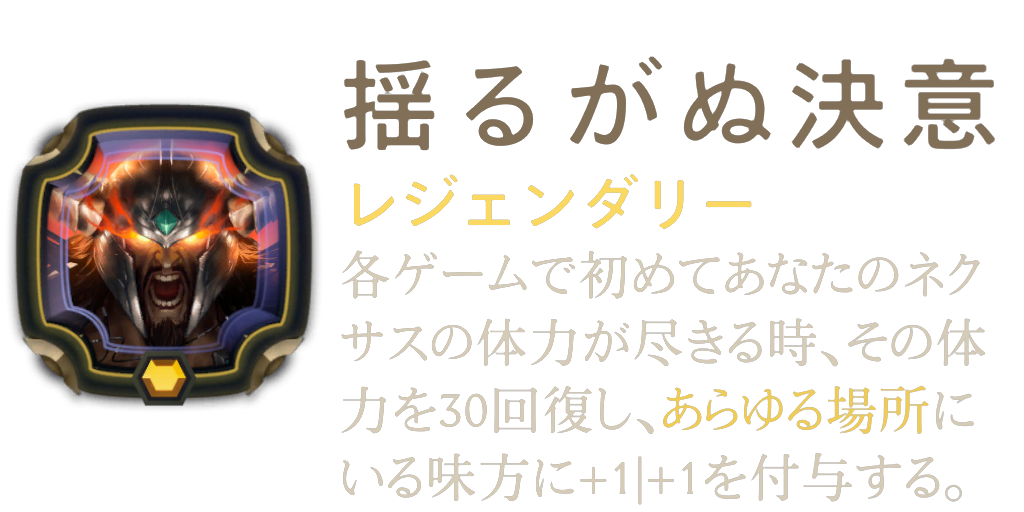 揺るがぬ決意
レジェンダリー
各ゲームで初めてあなたのネク
サスの体力が尽きる時、その体
力を30回復し、あらゆる場所に
いる味方に+1|+1を付与する。